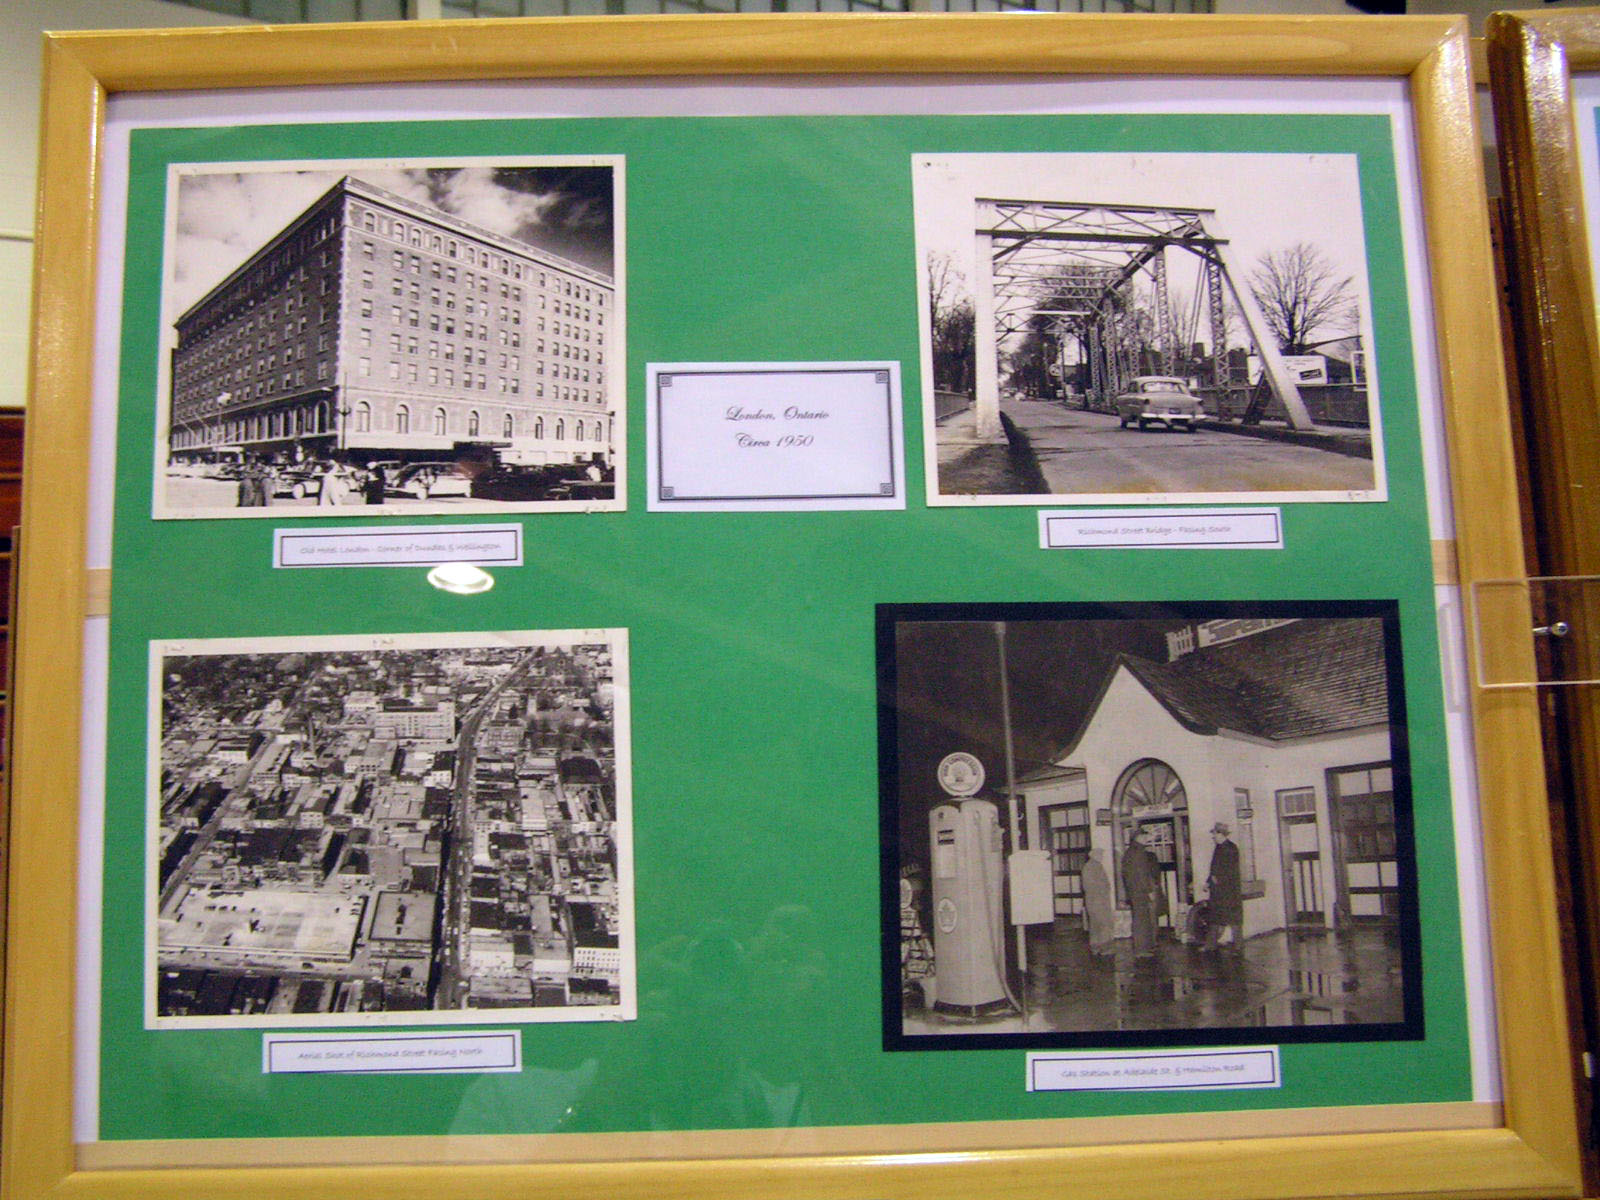 London, Ontario
Circa 1950
Old Hotel London - Corner of Dundas & Wellington
Richmond Street Bridge - Facing South
Aerial Shot of Richmond Street Facing North
Gas Station at Adelaide St. & Hamilton Road